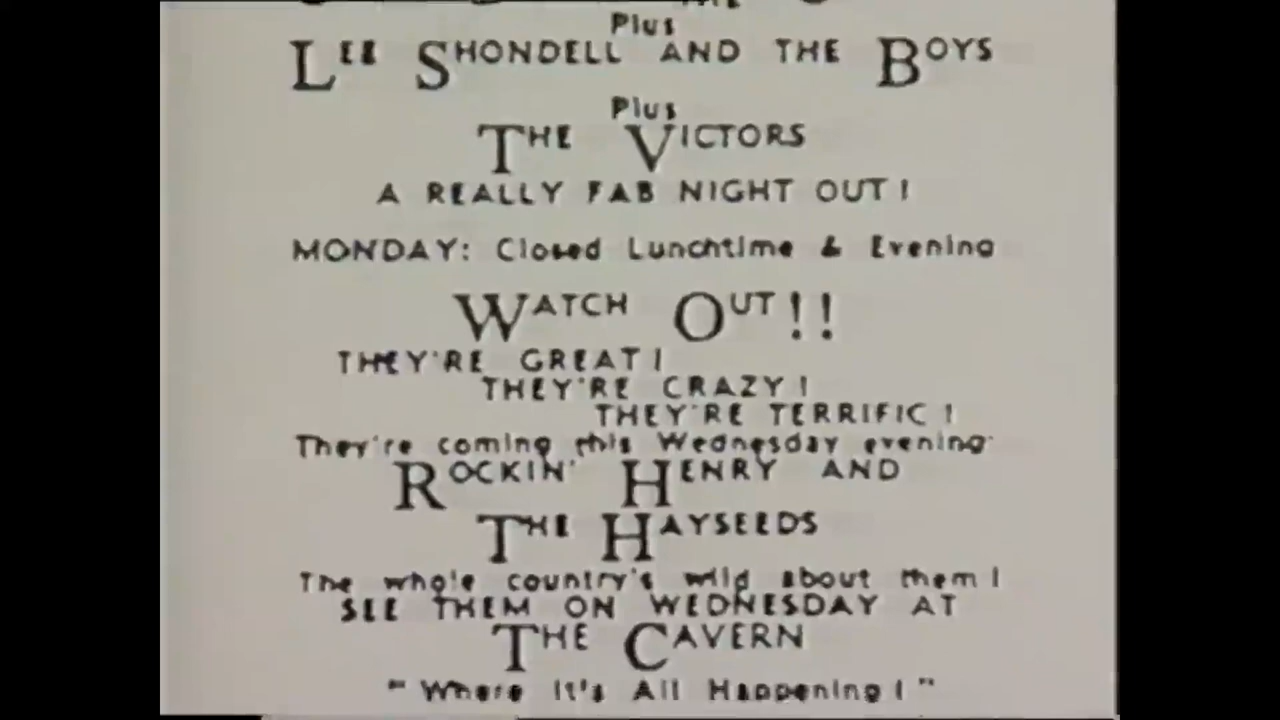 Plus
LEE SHONDELL AND THE BOYS
Plus
THE VICTORS
A REALLY FAB NIGHT OUT!
MONDAY: Closed Lunchtime & Evening
WATCH OUT!!
THEY'RE GREAT!
THEY'RE CRAZY!
THEY'RE TERRIFIC!
They're coming this Wednesday evening
ROCKIN' HENRY AND
THE HAYSEEDS
The whole country's wild about them!
SEE THEM ON WEDNESDAY AT
THE CAVERN
"Where It's All Happening!"